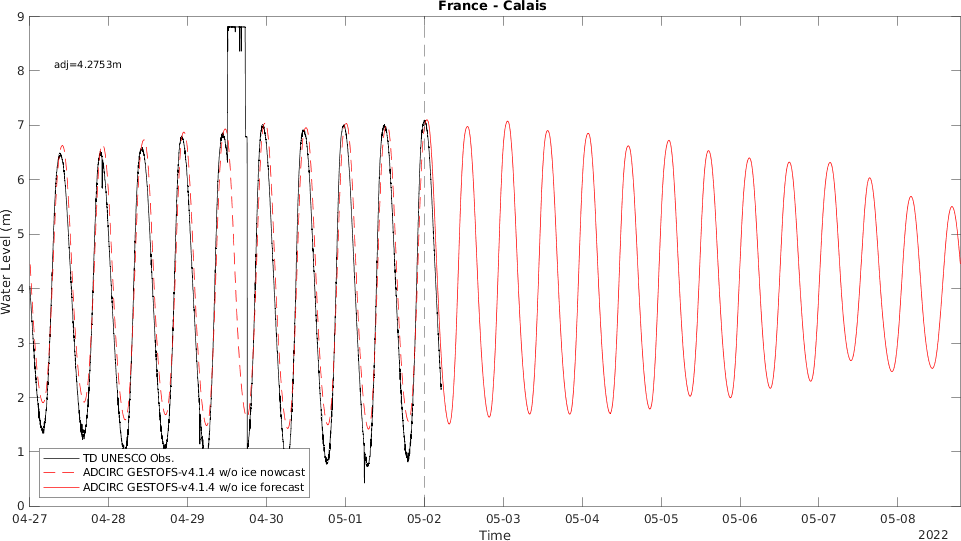 France - Calais
adj=4.2753m
9
8
7
6
5
4
3
2
1
0
Water Level (m)
TD UNESCO Obs.
ADCIRC GESTOFS-v4.1.4 w/o ice nowcast
ADCIRC GESTOFS-v4.1.4 w/o ice forecast
04-27 04-28 04-29 04-30 05-01 05-02 05-03 05-04 05-05 05-06 05-07 05-08
Time
2022